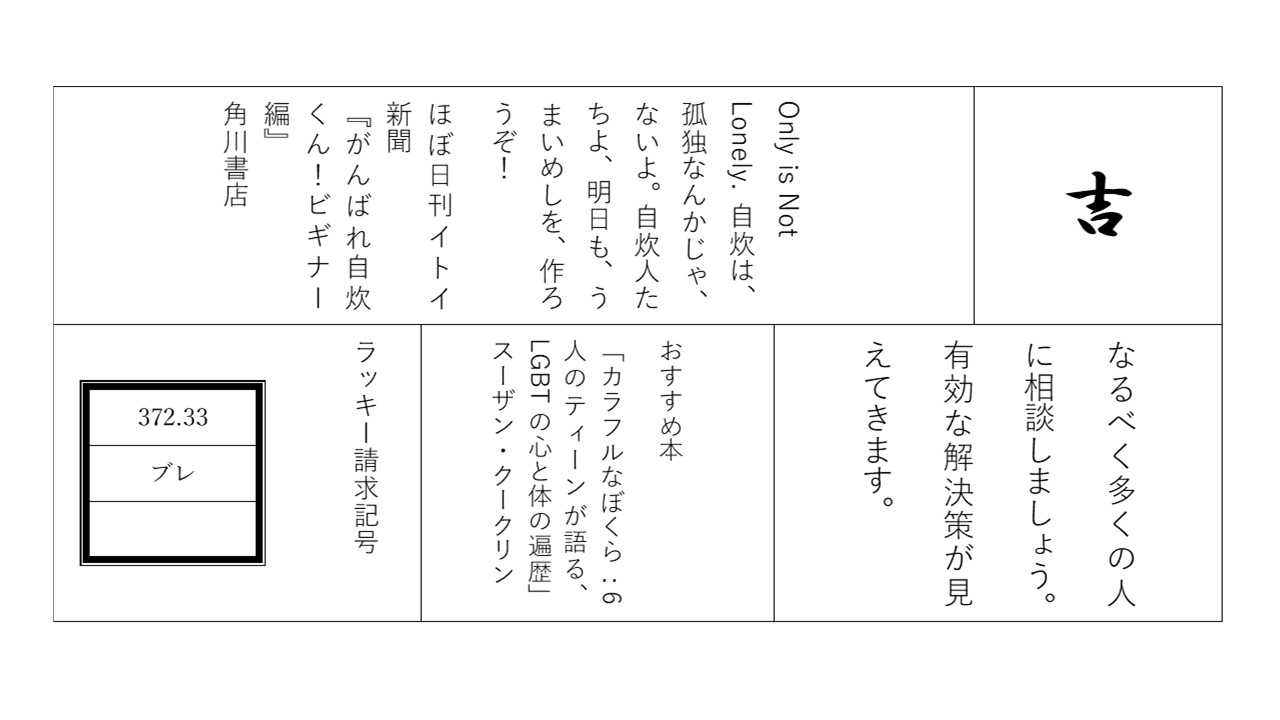 吉
Only is Not
Lonely. 自炊は、
孤独なんかじゃ、
ないよ。自炊人た
ちよ、明日も、う
まいめしを、作ろ
うぞ！
ほぼ日刊イトイ
新聞
『がんばれ自炊
くん！ビギナー
編』
角川書店
なるべく多くの人
に相談しましょう。
有効な解決策が見
えてきます。
おすすめ本
「カラフルなぼくら : 6
人のティーンが語る、
LGBT の心と体の遍歴」
スーザン・クークリン
ラッキー請求記号
372.33
ブレ